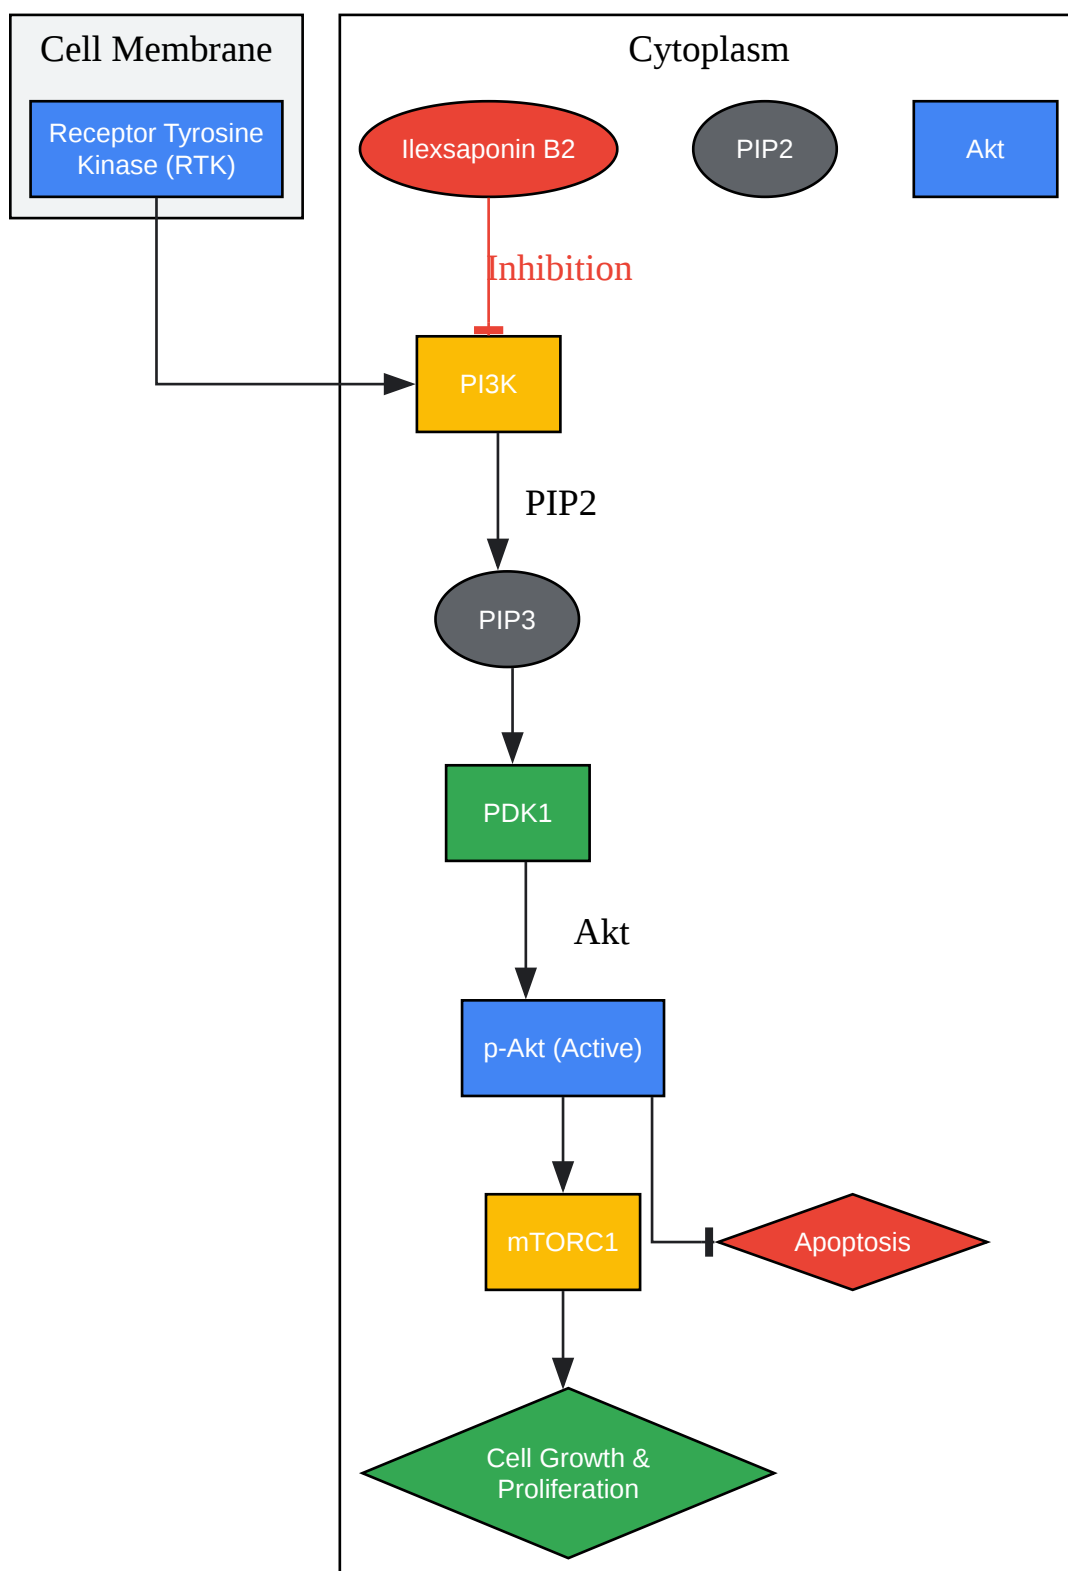 Cell Membrane
Cytoplasm
Receptor Tyrosine
Kinase (RTK)
Ilexsaponin B2
PIP2
Akt
Inhibition
PI3K
PIP2
PIP3
PDK1
Akt
p-Akt (Active)
mTORC1
Apoptosis
Cell Growth &
Proliferation